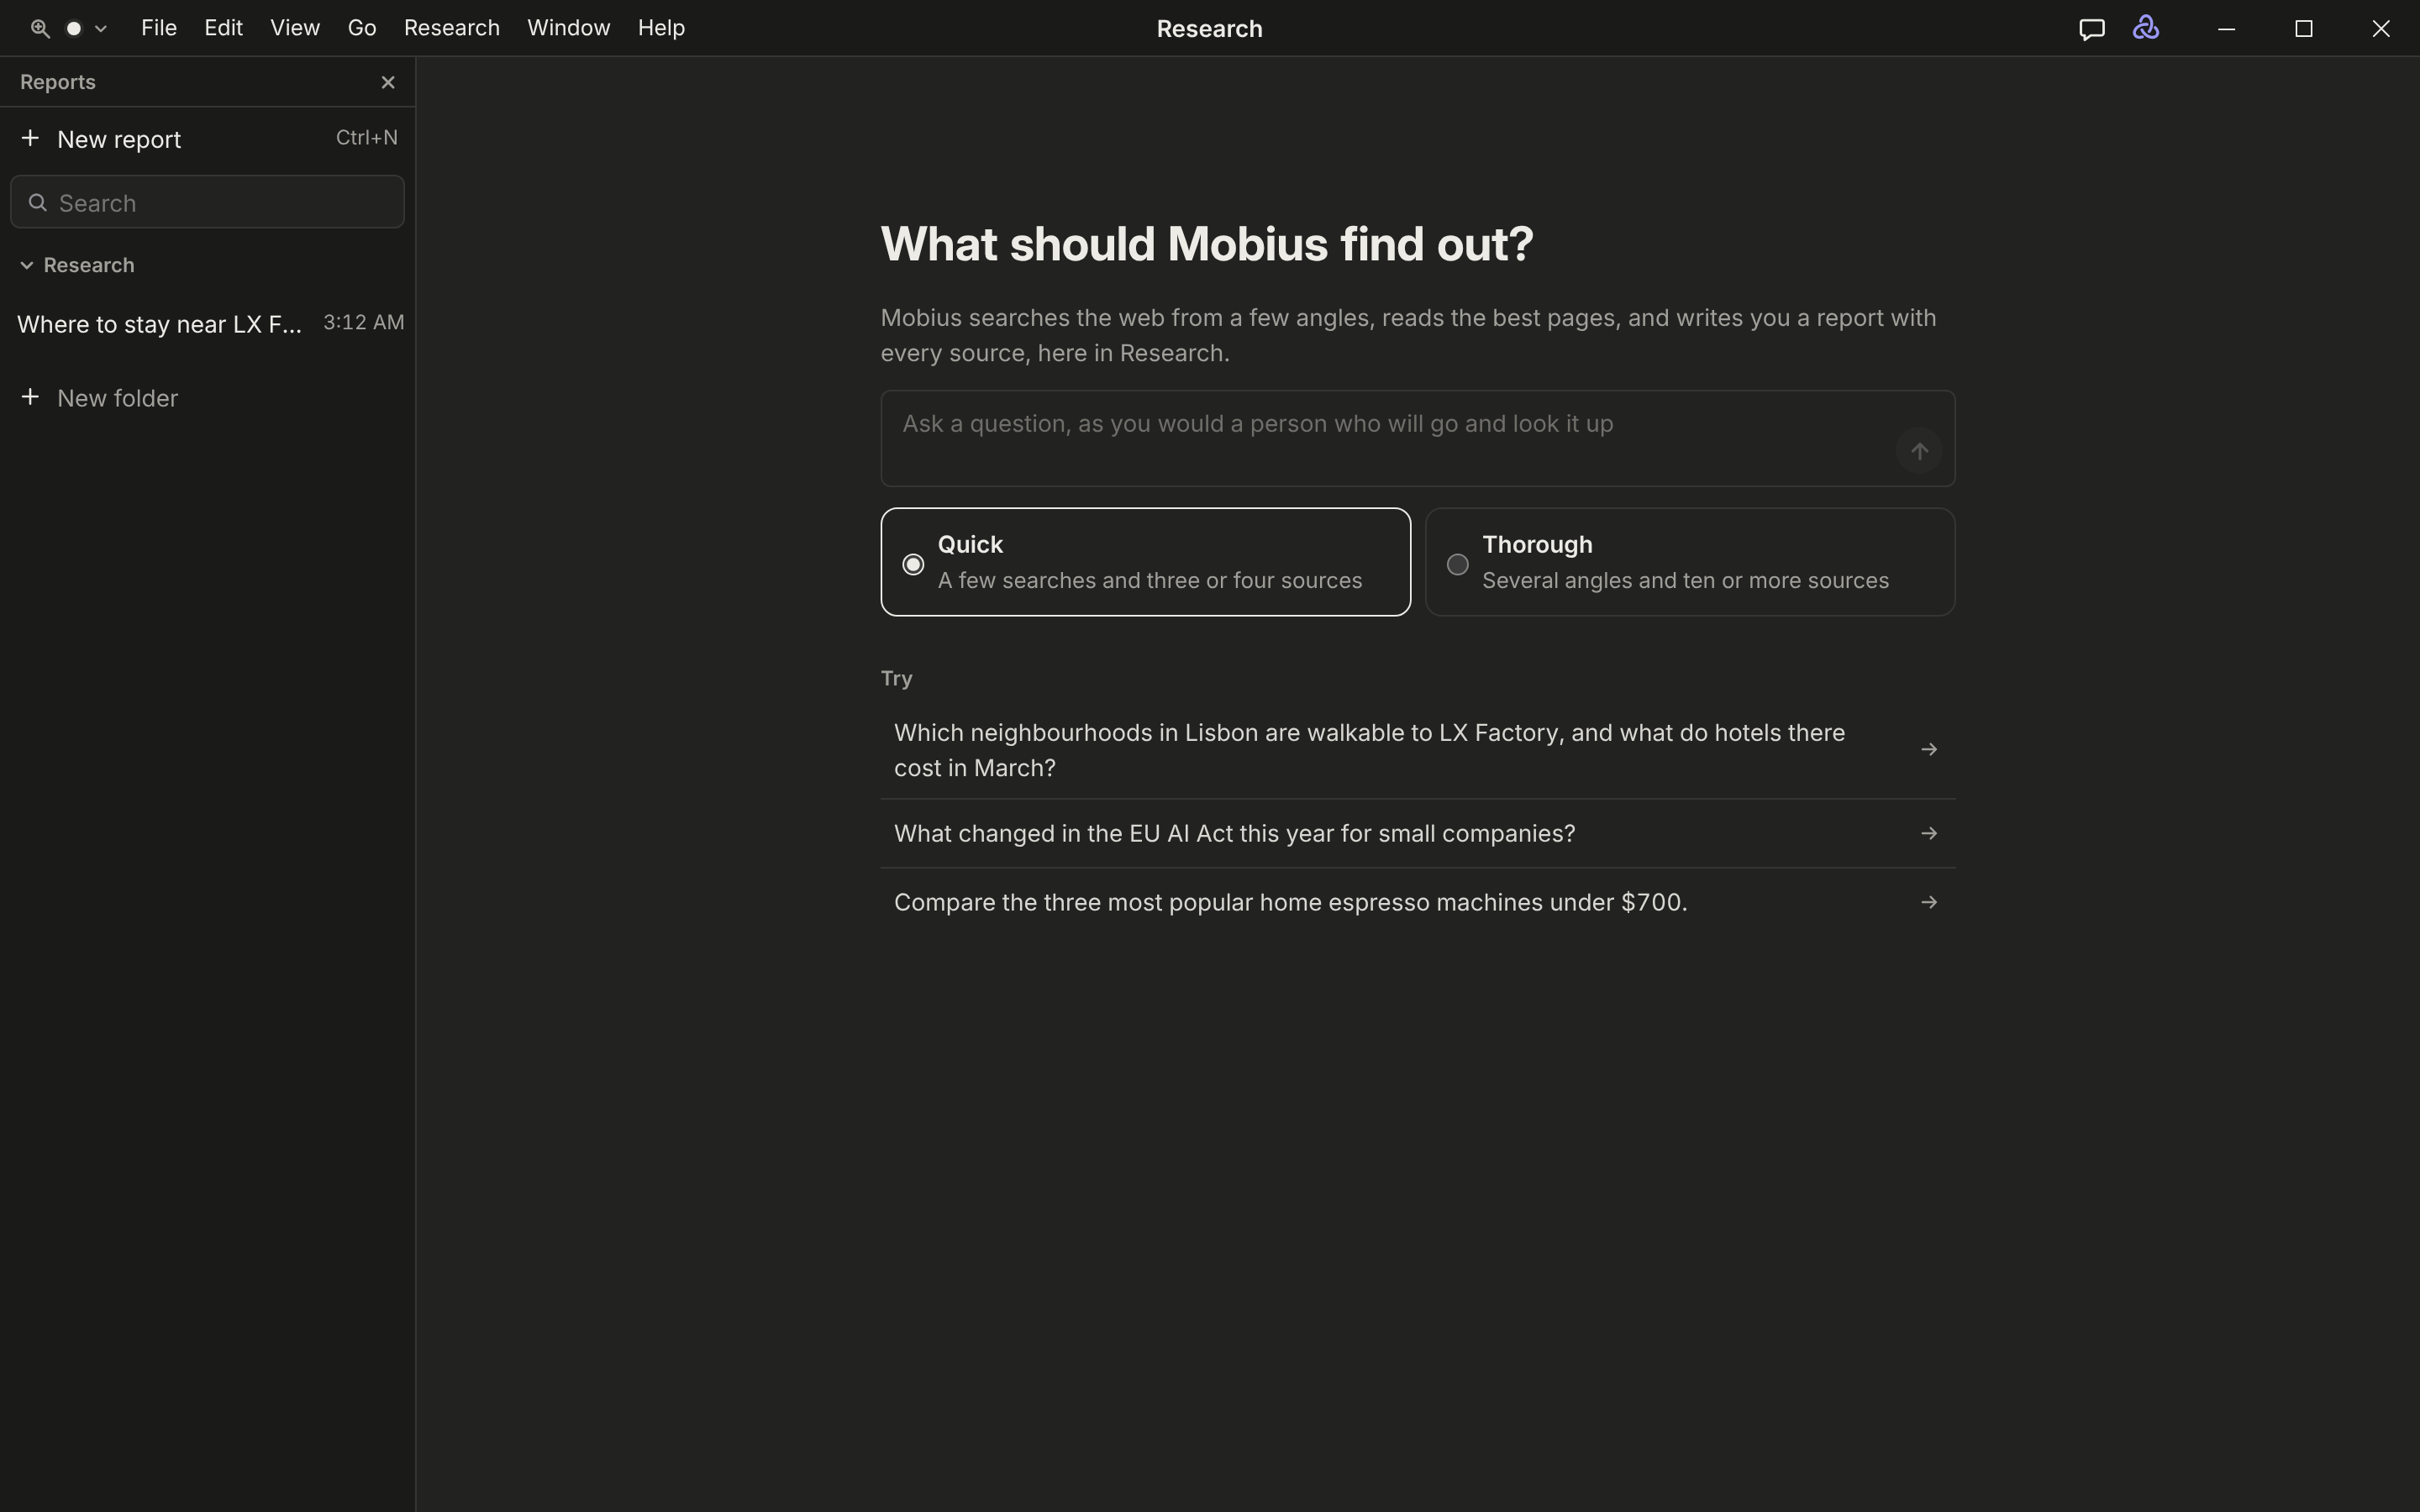 File Edit View Go Research Window Help
Research
Reports
New report Ctrl+N
Search
Research
Where to stay near LX F... 3:12 AM
New folder
What should Mobius find out?
Mobius searches the web from a few angles, reads the best pages, and writes you a report with
every source, here in Research.
Ask a question, as you would a person who will go and look it up
Quick
A few searches and three or four sources
Thorough
Several angles and ten or more sources
Try
Which neighbourhoods in Lisbon are walkable to LX Factory, and what do hotels there
cost in March?
What changed in the EU AI Act this year for small companies?
Compare the three most popular home espresso machines under $700.